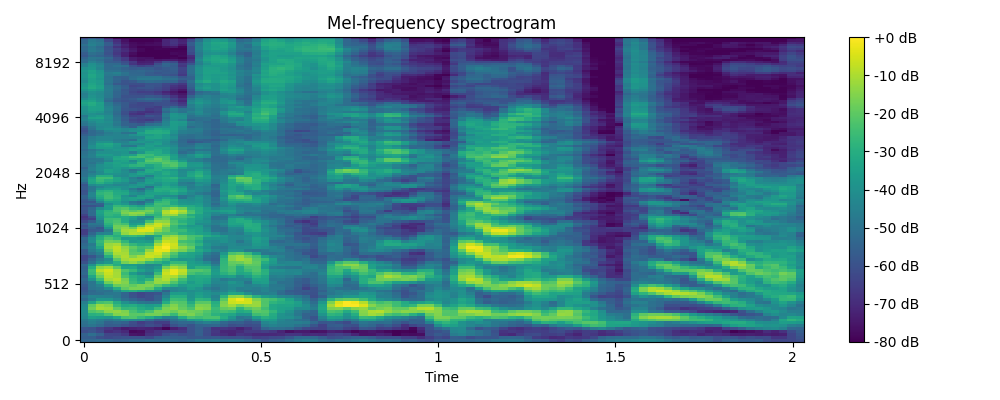 Mel-frequency spectrogram
8192
4096
2048
1024
512
0
Hz
0
0.5
1
1.5
2
Time
+0 dB
-10 dB
-20 dB
-30 dB
-40 dB
-50 dB
-60 dB
-70 dB
-80 dB